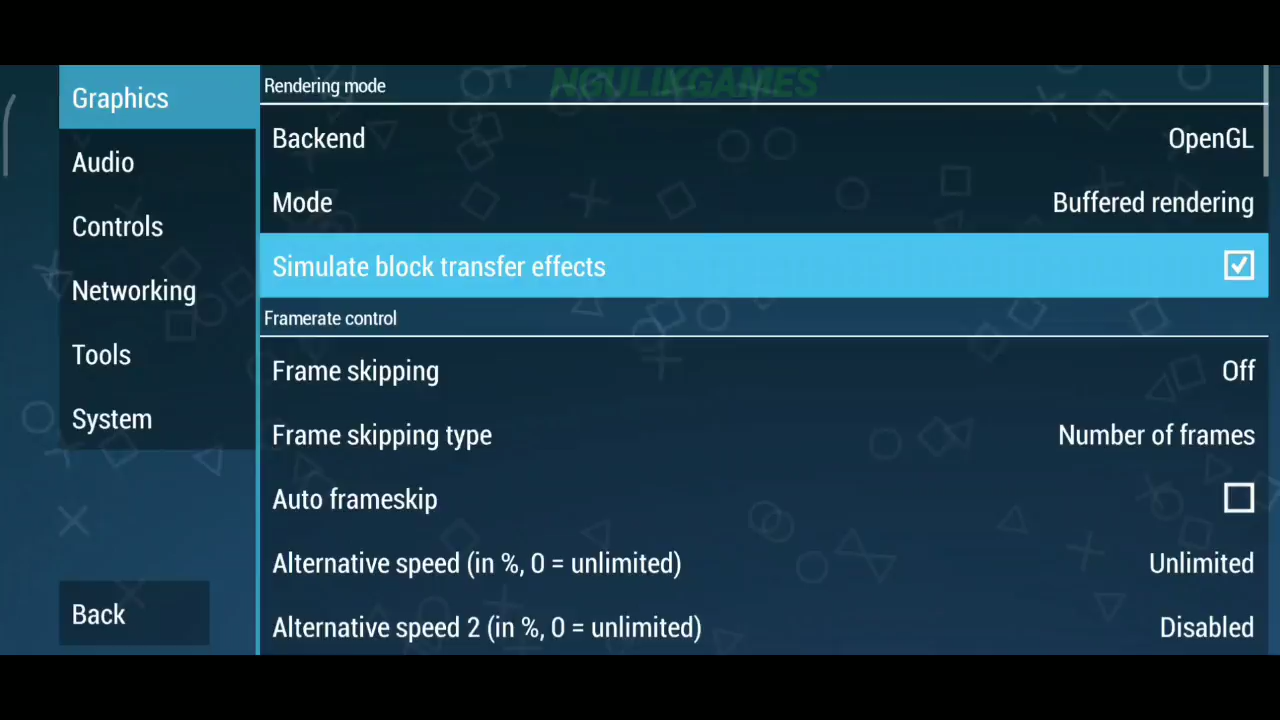 NGULIKGAMES
Graphics
Audio
Controls
Networking
Tools
System
Back
Rendering mode
Backend OpenGL
Mode Buffered rendering
Simulate block transfer effects
Framerate control
Frame skipping Off
Frame skipping type Number of frames
Auto frameskip
Alternative speed (in %, 0 = unlimited) Unlimited
Alternative speed 2 (in %, 0 = unlimited) Disabled